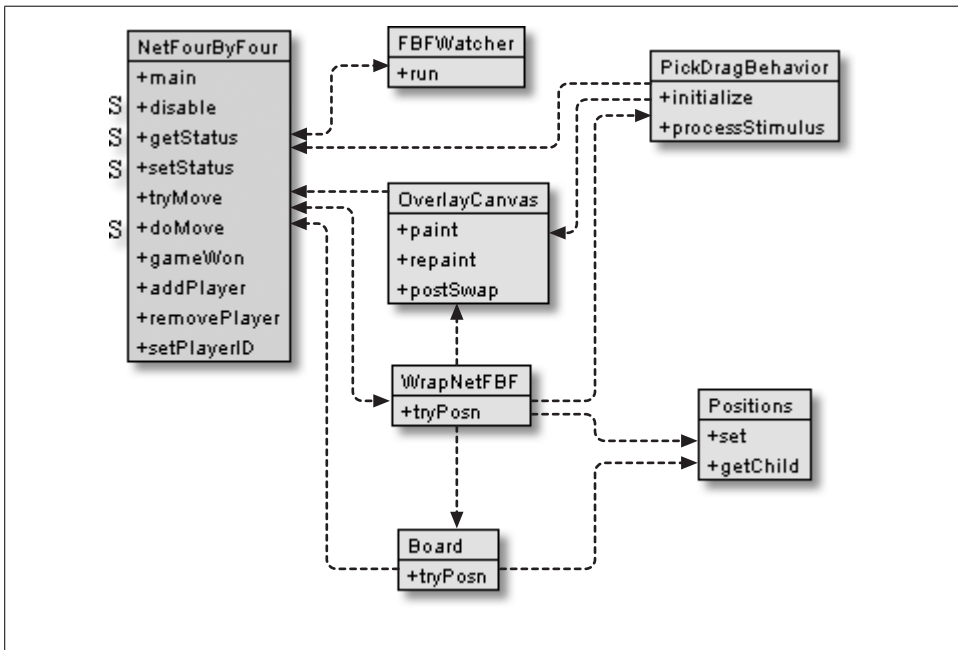 NetFourByFour
+main
S +disable
S +getStatus
S +setStatus
+tryMove
S +doMove
+gameWon
+addPlayer
+removePlayer
+setPlayerID
FBFWatcher
+run
PickDragBehavior
+initialize
+processStimulus
OverlayCanvas
+paint
+repaint
+postSwap
WrapNetFBF
+tryPosn
Positions
+set
+getChild
Board
+tryPosn